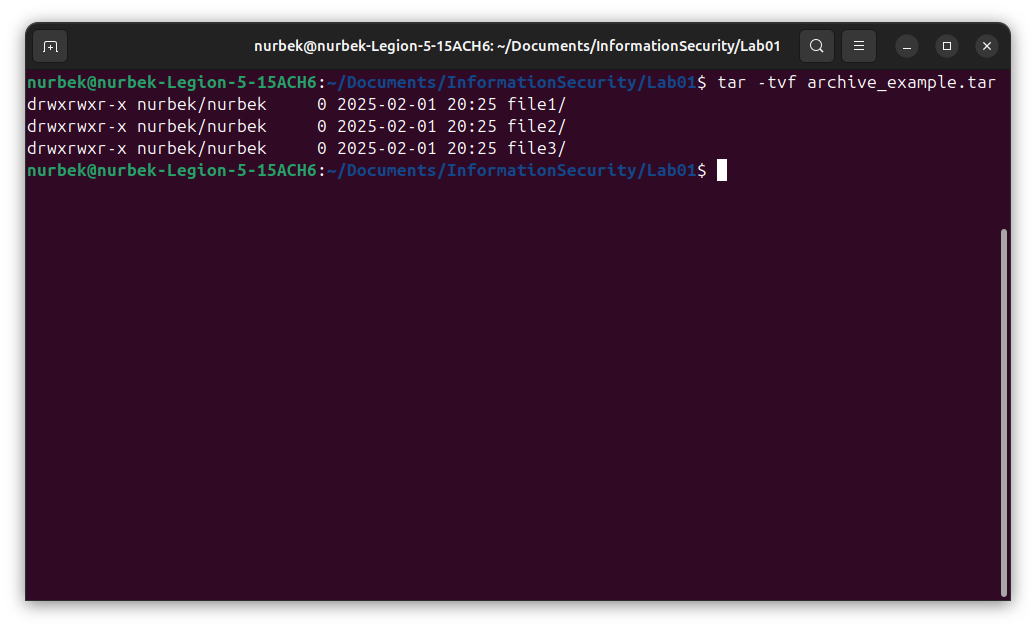 nurbek@nurbek-Legion-5-15ACH6: ~/Documents/InformationSecurity/Lab01
nurbek@nurbek-Legion-5-15ACH6:~/Documents/InformationSecurity/Lab01$ tar -tvf archive_example.tar
drwxrwxr-x nurbek/nurbek     0 2025-02-01 20:25 file1/
drwxrwxr-x nurbek/nurbek     0 2025-02-01 20:25 file2/
drwxrwxr-x nurbek/nurbek     0 2025-02-01 20:25 file3/
nurbek@nurbek-Legion-5-15ACH6:~/Documents/InformationSecurity/Lab01$